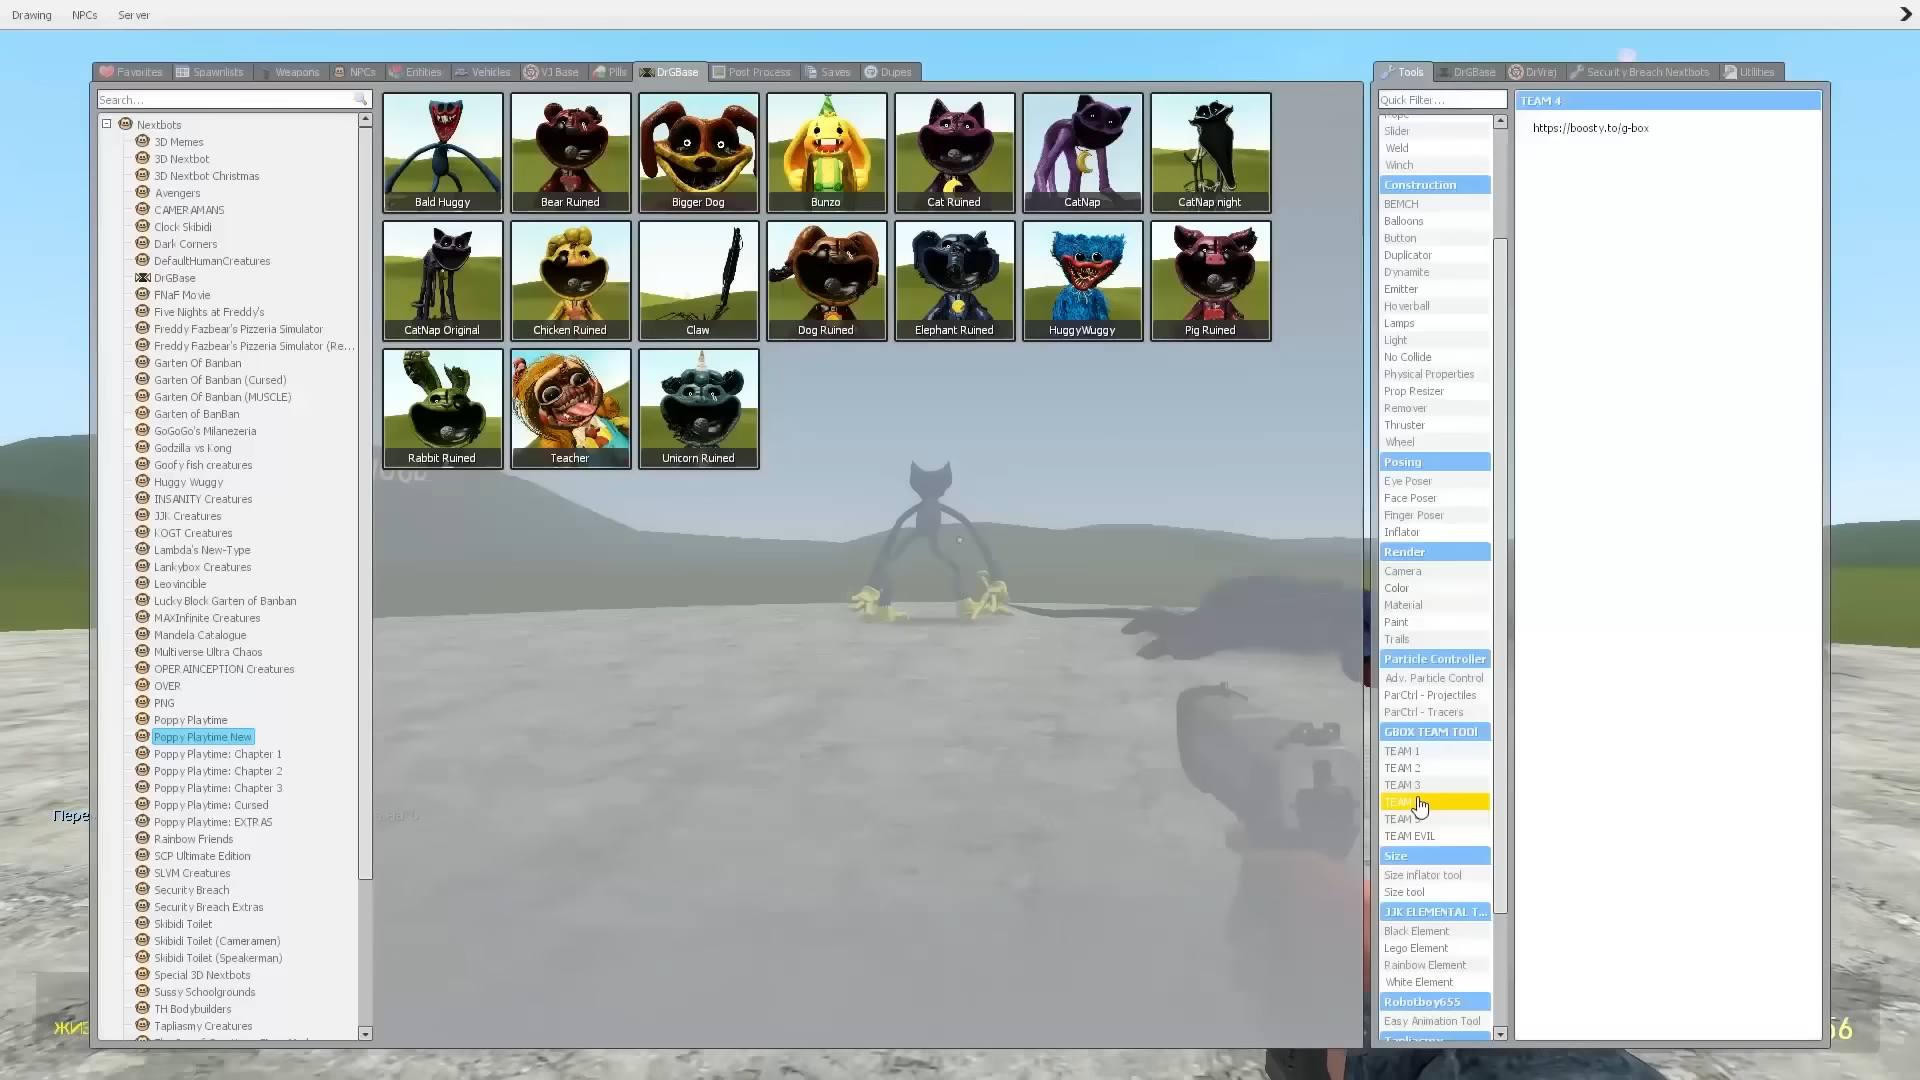 Drawing NPCs Server
Favorites Spawnlists Weapons NPCs Entities Vehicles VJ Base Pills DrGBase Post Process Saves Dupes
Search...
Nextbots
3D Memes
3D Nextbot
3D Nextbot Christmas
Avengers
CAMERAMANS
Clock Skibidi
Dark Corners
DefaultHumanCreatures
DrGBase
FNaF Movie
Five Nights at Freddy's
Freddy Fazbear's Pizzeria Simulator
Freddy Fazbear's Pizzeria Simulator (Re...
Garten Of Banban
Garten Of Banban (Cursed)
Garten Of Banban (MUSCLE)
Garten of BanBan
GoGoGo's Milanezeria
Godzilla vs Kong
Goofy fish creatures
Huggy Wuggy
INSANITY Creatures
JJK Creatures
KOGT Creatures
Lambda's New-Type
Lankybox Creatures
Leovincible
Lucky Block Garten of Banban
MAXInfinite Creatures
Mandela Catalogue
Multiverse Ultra Chaos
OPERAINCEPTION Creatures
OVER
PNG
Poppy Playtime
Poppy Playtime New
Poppy Playtime: Chapter 1
Poppy Playtime: Chapter 2
Poppy Playtime: Chapter 3
Poppy Playtime: Cursed
Poppy Playtime: EXTRAS
Rainbow Friends
SCP Ultimate Edition
SLVM Creatures
Security Breach
Security Breach Extras
Skibidi Toilet
Skibidi Toilet (Cameramen)
Skibidi Toilet (Speakerman)
Special 3D Nextbots
Sussy Schoolgrounds
TH Bodybuilders
Tapliasmy Creatures
Bald Huggy Bear Ruined Bigger Dog Bunzo Cat Ruined CatNap CatNap night
CatNap Original Chicken Ruined Claw Dog Ruined Elephant Ruined HuggyWuggy Pig Ruined
Rabbit Ruined Teacher Unicorn Ruined
Пере
ЖИЗ
Tools DrGBase DrVrej Security Breach Nextbots Utilities
Quick Filter...
Rope
Slider
Weld
Winch
Construction
BEMCH
Balloons
Button
Duplicator
Dynamite
Emitter
Hoverball
Lamps
Light
No Collide
Physical Properties
Prop Resizer
Remover
Thruster
Wheel
Posing
Eye Poser
Face Poser
Finger Poser
Inflator
Render
Camera
Color
Material
Paint
Trails
Particle Controller
Adv. Particle Control
ParCtrl - Projectiles
ParCtrl - Tracers
GBOX TEAM TOOl
TEAM 1
TEAM 2
TEAM 3
TEAM
TEAM 5
TEAM EVIL
Size
Size inflator tool
Size tool
JJK ELEMENTAL T...
Black Element
Lego Element
Rainbow Element
White Element
Robotboy655
Easy Animation Tool
Tapliasmy
TEAM 4
https://boosty.to/g-box